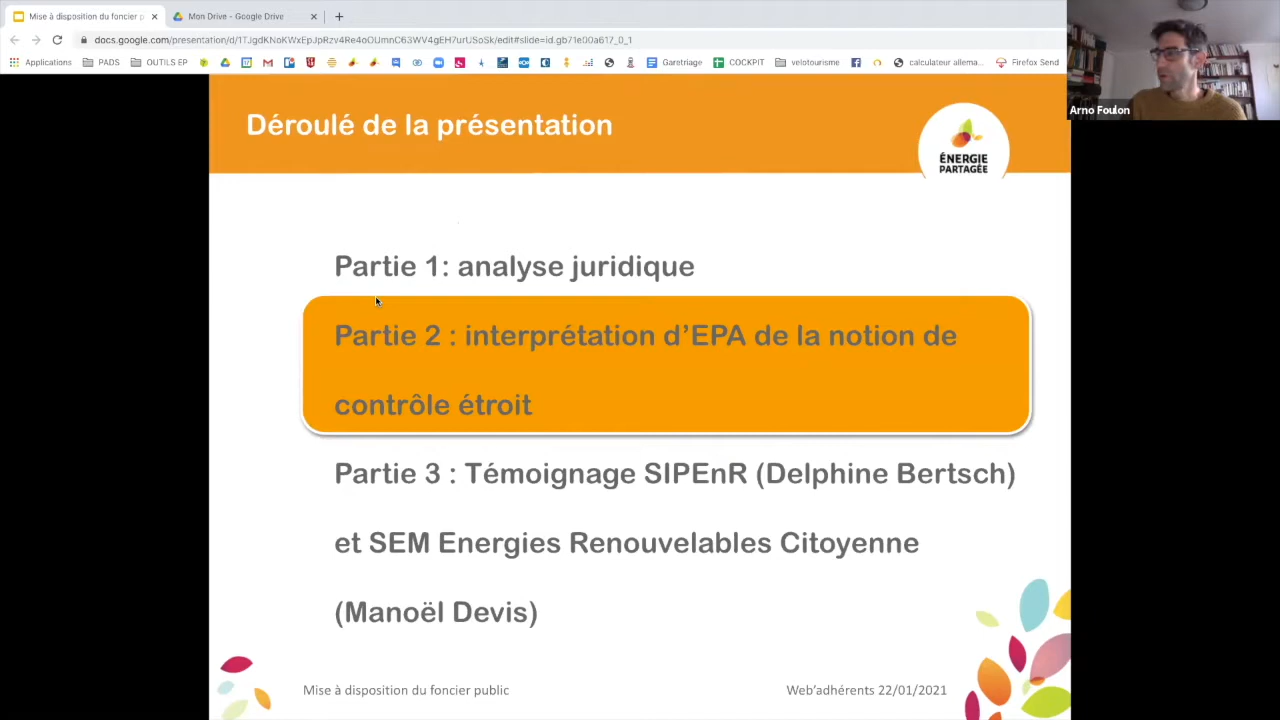 Mise à disposition du foncier p
Mon Drive - Google Drive
docs.google.com/presentation/d/1TJgdKNoKWxEpJpRzv4Re4oOUmnC63WV4gEH7urUSoSk/edit#slide=id.gb71e00a617_0_1
Applications PADS OUTILS EP Garetriage COCKPIT velotourisme calculateur allema... Firefox Send
Arno Foulon
Déroulé de la présentation
ÉNERGIE
PARTAGÉE
Partie 1: analyse juridique
Partie 2 : interprétation d’EPA de la notion de
contrôle étroit
Partie 3 : Témoignage SIPEnR (Delphine Bertsch)
et SEM Energies Renouvelables Citoyenne
(Manoël Devis)
Mise à disposition du foncier public
Web’adhérents 22/01/2021